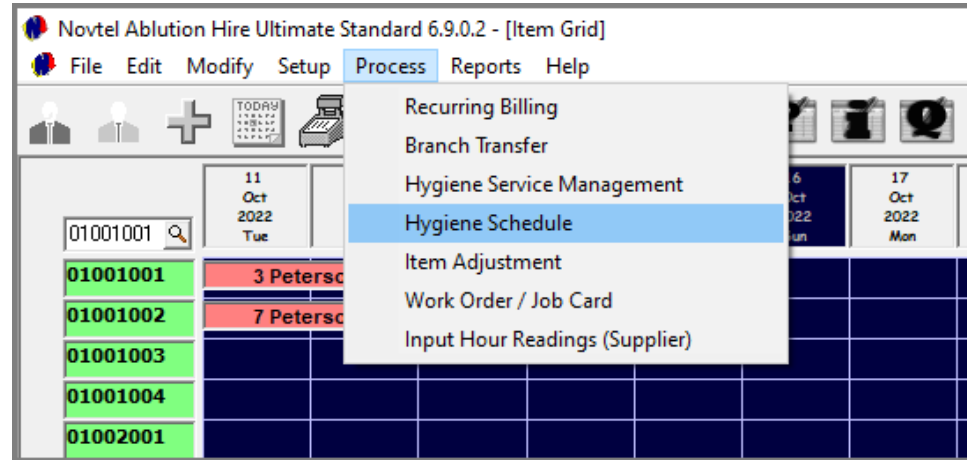 Novtel Ablution Hire Ultimate Standard 6.9.0.2 - [Item Grid]
File Edit Modify Setup Process Reports Help
TODAY
Recurring Billing
Branch Transfer
Hygiene Service Management
Hygiene Schedule
Item Adjustment
Work Order / Job Card
Input Hour Readings (Supplier)
11
Oct
2022
Tue
17
Oct
2022
Mon
01001001
01001001
3
01001002
7
01001003
01001004
01002001